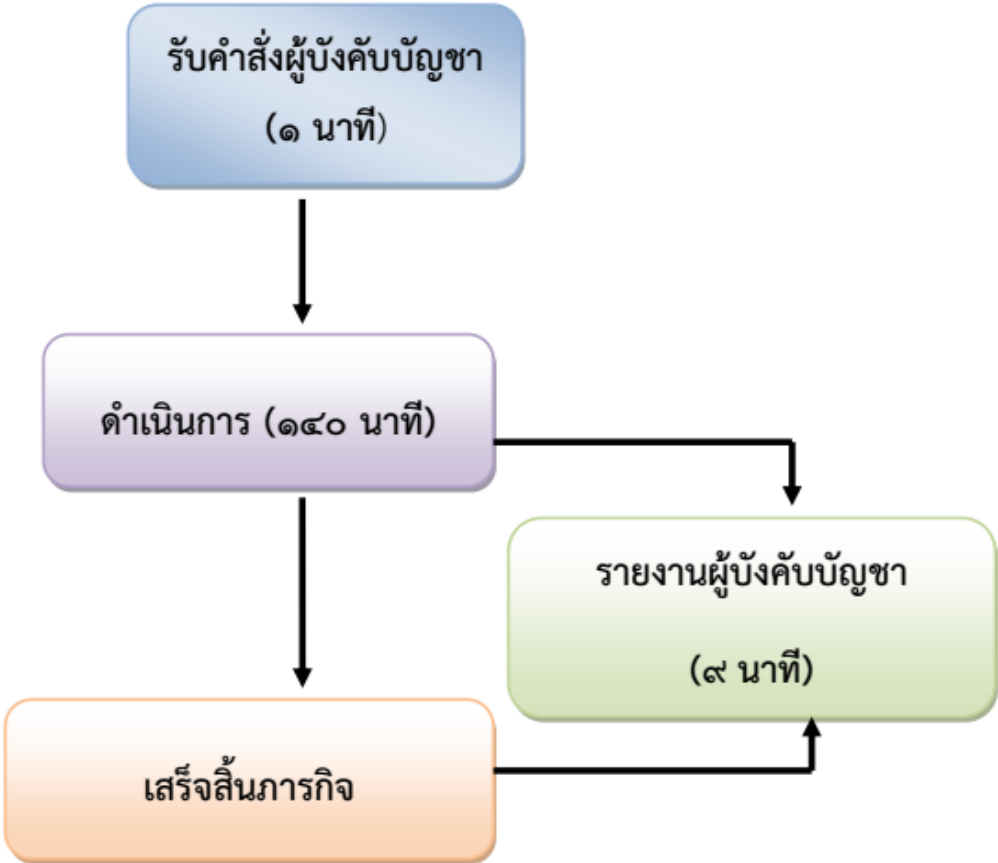 รับคำสั่งผู้บังคับบัญชา
(๑ นาที)
ดำเนินการ (๑๔๐ นาที)
รายงานผู้บังคับบัญชา
(๙ นาที)
เสร็จสิ้นภารกิจ